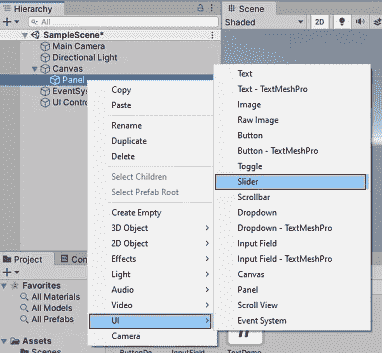 Hierarchy
Scene
All
Shaded
2D
SampleScene*
Main Camera
Directional Light
Canvas
Panel
EventSys
UI Contro
Copy
Paste
Rename
Duplicate
Delete
Select Children
Select Prefab Root
Create Empty
3D Object
2D Object
Effects
Light
Audio
Video
UI
Camera
Text
Text - TextMeshPro
Image
Raw Image
Button
Button - TextMeshPro
Toggle
Slider
Scrollbar
Dropdown
Dropdown - TextMeshPro
Input Field
Input Field - TextMeshPro
Canvas
Panel
Scroll View
Event System
Project
Con
Favorites
All Materials
All Models
All Prefabs
Assets